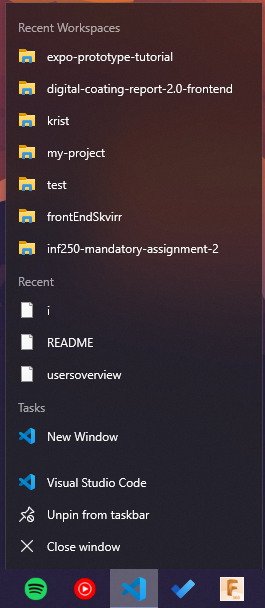 Recent Workspaces
expo-prototype-tutorial
digital-coating-report-2.0-frontend
krist
my-project
test
frontEndSkvirr
inf250-mandatory-assignment-2
Recent
i
README
usersoverview
Tasks
New Window
Visual Studio Code
Unpin from taskbar
Close window